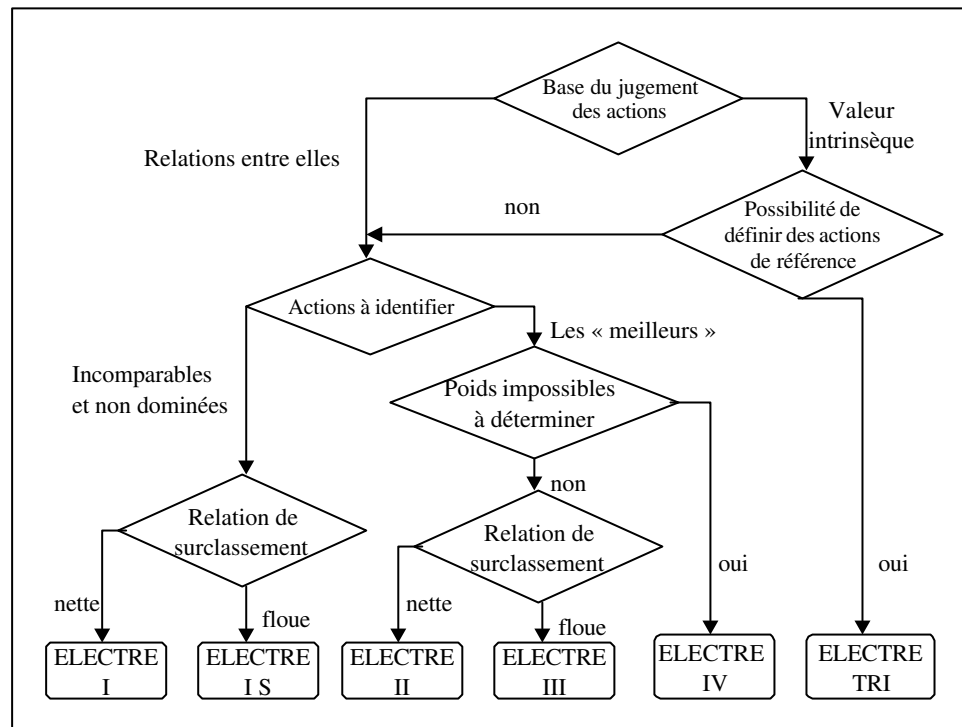 Base du jugement
des actions
Valeur
intrinsèque
Relations entre elles
non
Possibilité de
définir des actions
de référence
Actions à identifier
Les « meilleurs »
Incomparables
et non dominées
Poids impossibles
à déterminer
non
Relation de
surclassement
Relation de
surclassement
oui
oui
nette
floue
nette
floue
ELECTRE
I
ELECTRE
I S
ELECTRE
II
ELECTRE
III
ELECTRE
IV
ELECTRE
TRI